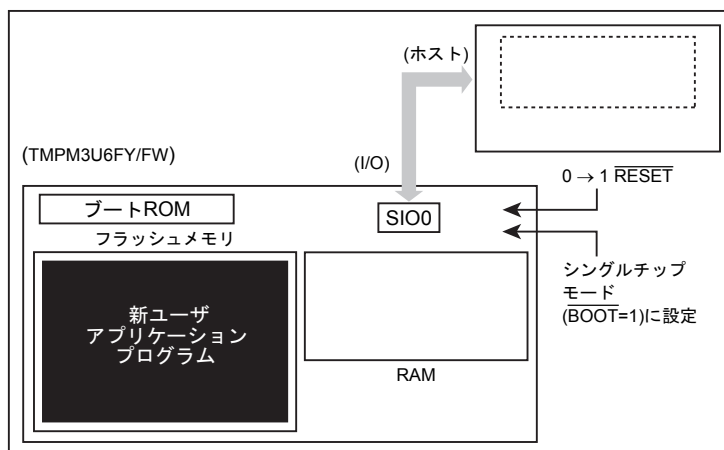 (ホスト)
(TMPM3U6FY/FW)
(I/O)
0 → 1 RESET
ブートROM
SIO0
フラッシュメモリ
シングルチップ
モード
(BOOT=1)に設定
新ユーザ
アプリケーション
プログラム
RAM